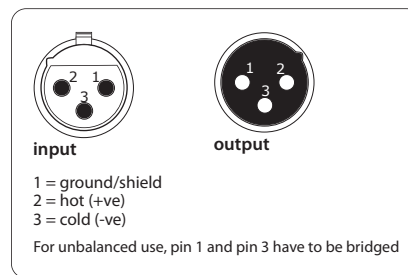 2 1
3
1 2
3
input
output
1 = ground/shield
2 = hot (+ve)
3 = cold (-ve)
For unbalanced use, pin 1 and pin 3 have to be bridged